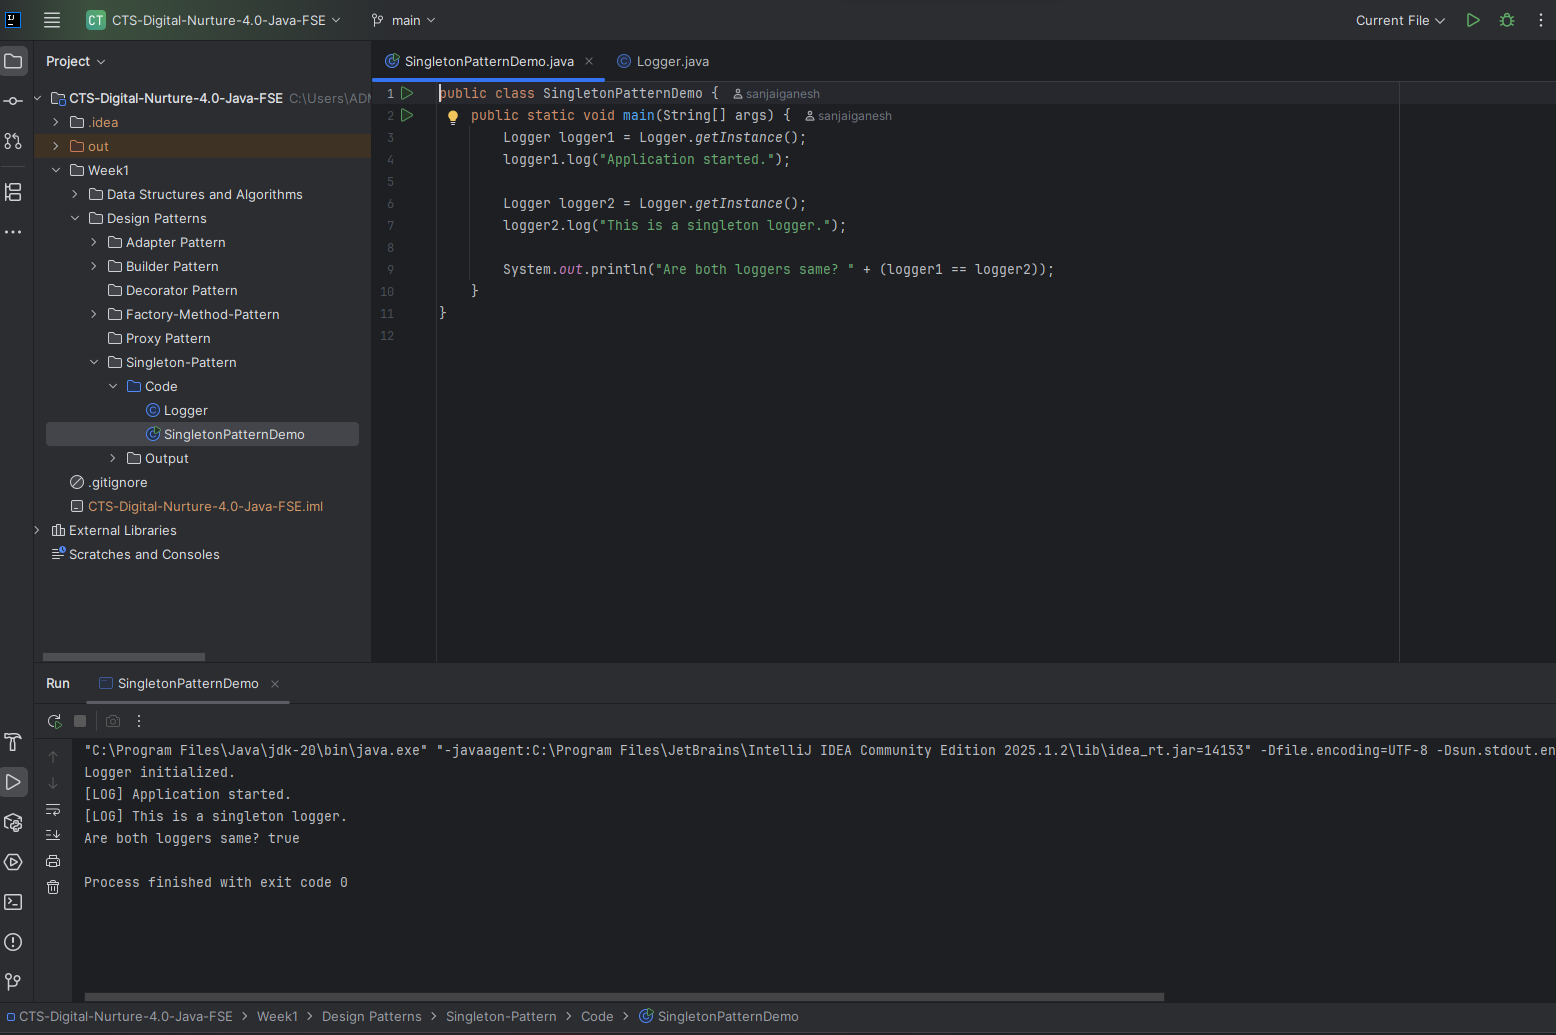 CT CTS-Digital-Nurture-4.0-Java-FSE main Current File
Project
SingletonPatternDemo.java Logger.java
CTS-Digital-Nurture-4.0-Java-FSE C:\Users\ADM
.idea
out
Week1
Data Structures and Algorithms
Design Patterns
Adapter Pattern
Builder Pattern
Decorator Pattern
Factory-Method-Pattern
Proxy Pattern
Singleton-Pattern
Code
Logger
SingletonPatternDemo
Output
.gitignore
CTS-Digital-Nurture-4.0-Java-FSE.iml
External Libraries
Scratches and Consoles
1 public class SingletonPatternDemo { sanjaiganesh
2 public static void main(String[] args) { sanjaiganesh
3 Logger logger1 = Logger.getInstance();
4 logger1.log("Application started.");
5
6 Logger logger2 = Logger.getInstance();
7 logger2.log("This is a singleton logger.");
8
9 System.out.println("Are both loggers same? " + (logger1 == logger2));
10 }
11 }
12
Run SingletonPatternDemo
"C:\Program Files\Java\jdk-20\bin\java.exe" "-javaagent:C:\Program Files\JetBrains\IntelliJ IDEA Community Edition 2025.1.2\lib\idea_rt.jar=14153" -Dfile.encoding=UTF-8 -Dsun.stdout.en
Logger initialized.
[LOG] Application started.
[LOG] This is a singleton logger.
Are both loggers same? true
Process finished with exit code 0
CTS-Digital-Nurture-4.0-Java-FSE > Week1 > Design Patterns > Singleton-Pattern > Code > SingletonPatternDemo